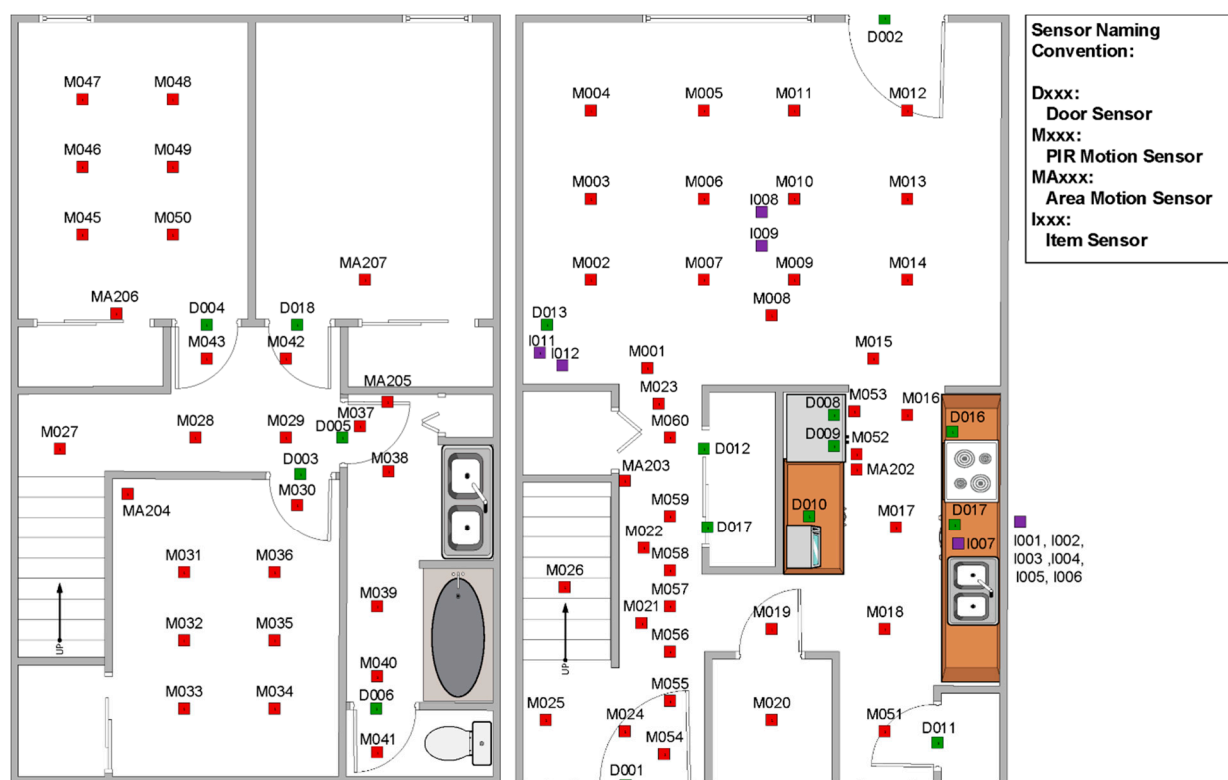 D002
Sensor Naming
Convention:
Dxxx:
Door Sensor
Mxxx:
PIR Motion Sensor
MAxxx:
Area Motion Sensor
Ixxx:
Item Sensor
M047 M048
M046 M049
M045 M050
MA207
MA206
D004 D018
M043 M042
MA205
M037
M027 M028 M029 D005
M038
D003
M030
MA204
M031 M036
M032 M035
M033 M034
M039
M040
D006
M041
UP
M004 M005 M011 M012
M003 M006 M010 M013
I008
I009
M002 M007 M009 M014
M008
D013
I011 I012
M001
M015
M023
M060
D008 M053 M016
D009 M052
D016
D012
MA203
MA202
M059
D017
D010
M017
D017
I007
I001, I002,
I003 ,I004,
I005, I006
M022
M058
M026
M057
M021
M056
UP
M019
M018
M055
M025
M024
M054
D001
M020
M051
D011